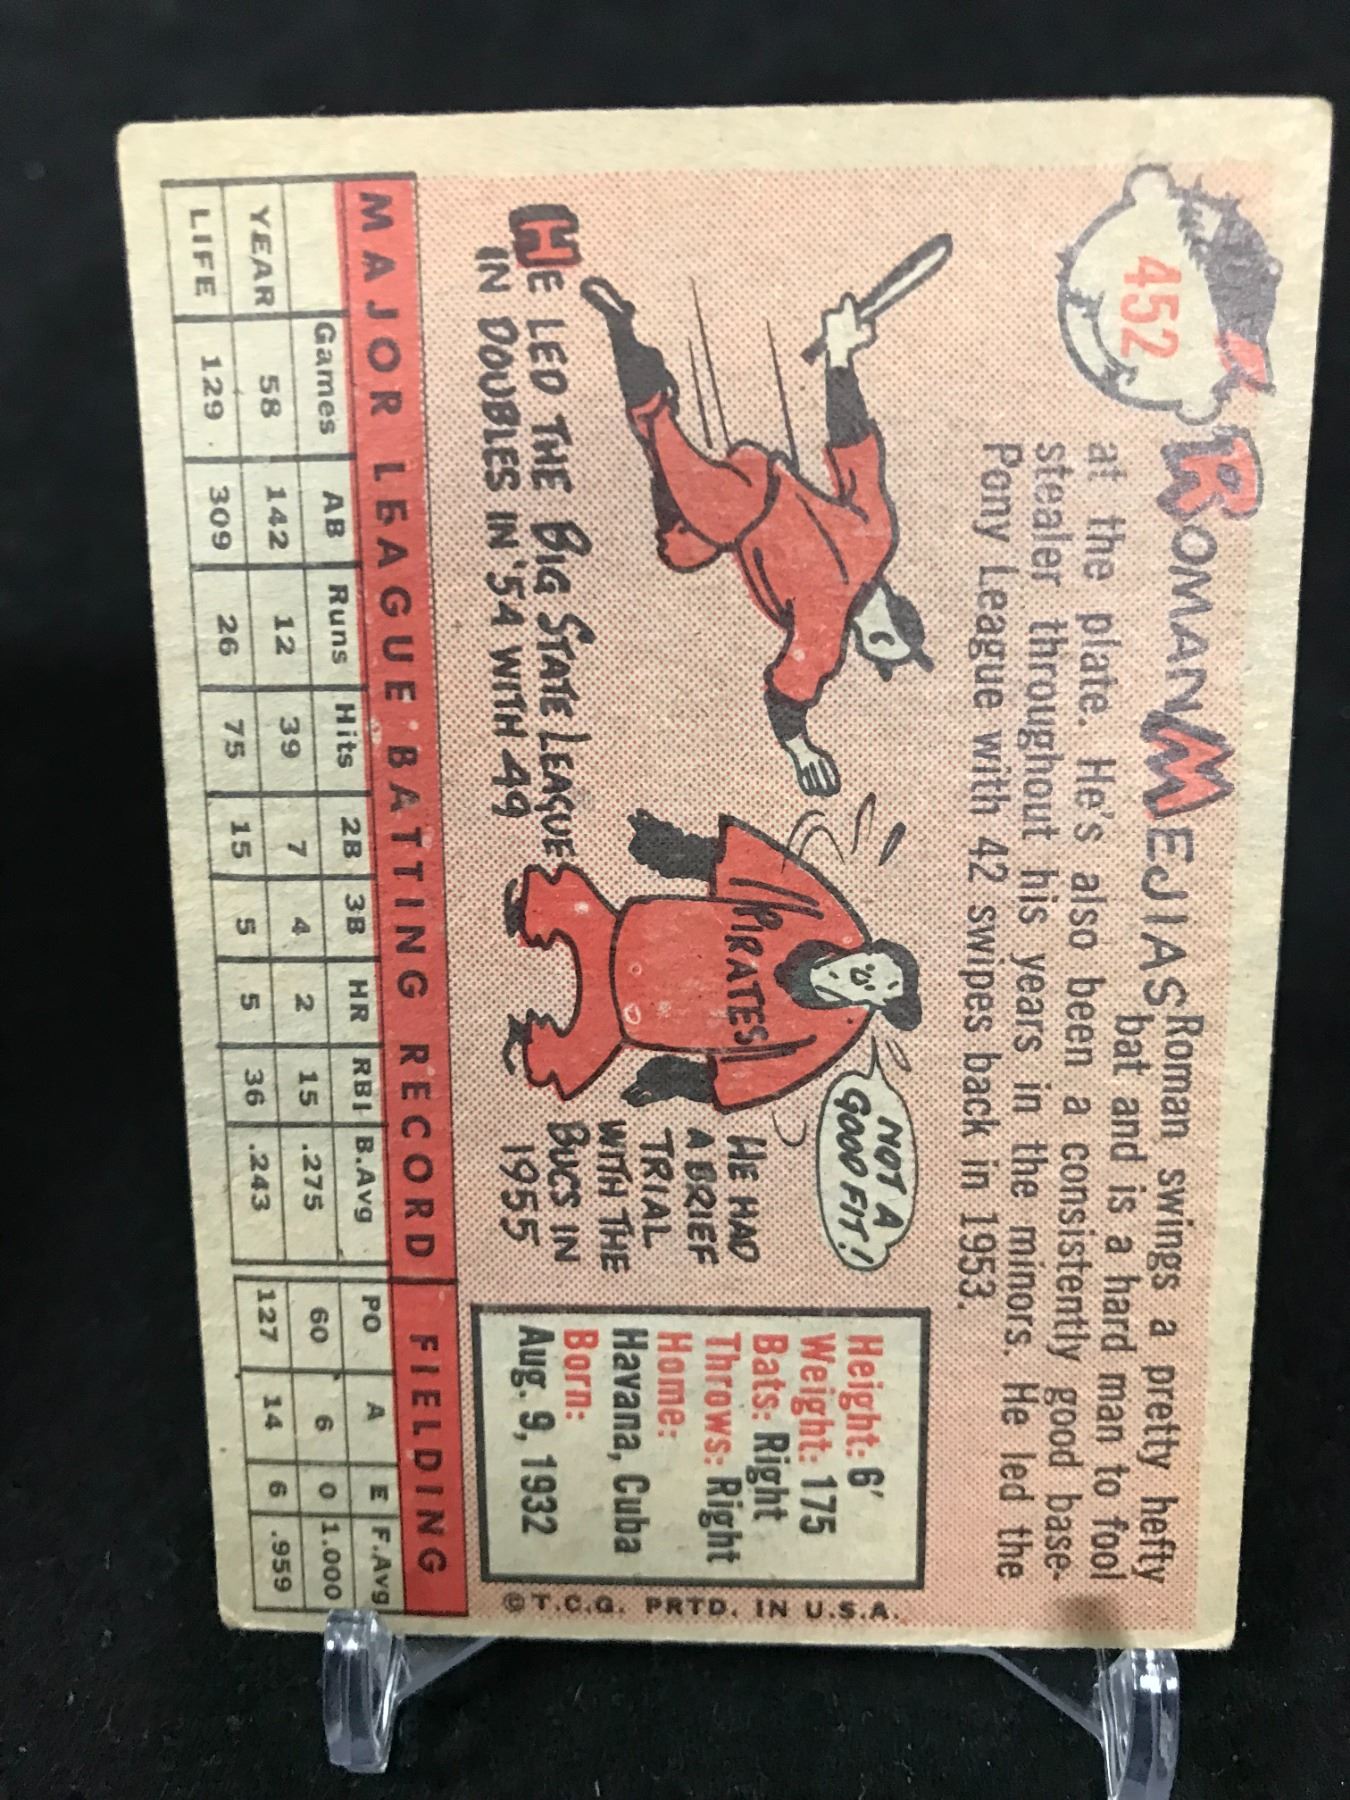 452
ROMAN MEJIAS
Roman swings a pretty hefty
bat and is a hard man to fool
at the plate. He's also been a consistently good base-
stealer throughout his years in the minors. He led the
Pony League with 42 swipes back in 1953.
NOT A
GOOD FIT!
PIRATES
HE HAD
A BRIEF
TRIAL
WITH THE
BUCS IN
1955
HE LED THE BIG STATE LEAGUE
IN DOUBLES IN '54 WITH 49
Height: 6'
Weight: 175
Bats: Right
Throws: Right
Home:
Havana, Cuba
Born:
Aug. 9, 1932
© T.C.G. PRTD. IN U.S.A.
MAJOR LEAGUE BATTING RECORD FIELDING
Games AB Runs Hits 2B 3B HR RBI B.Avg PO A E F.Avg
YEAR 58 142 12 39 7 4 2 15 .275 60 6 0 1.000
LIFE 129 309 26 75 15 5 5 36 .243 127 14 6 .959